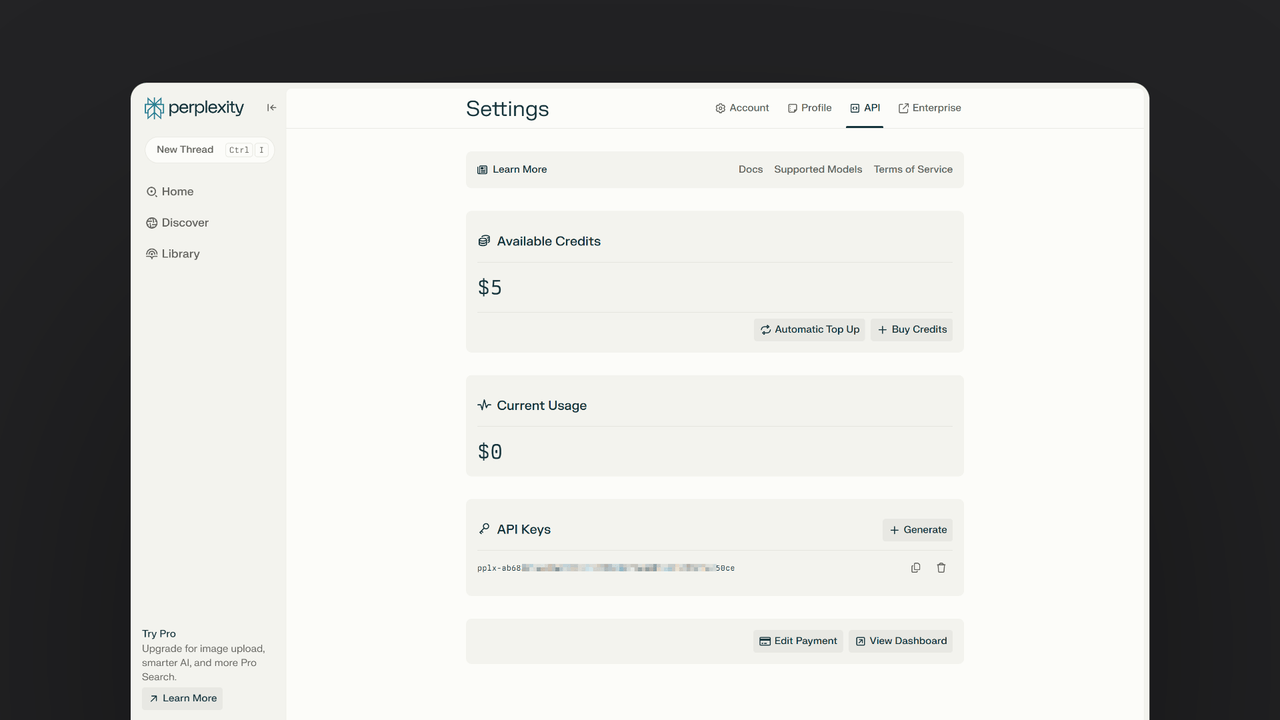 perplexity
New Thread Ctrl I
Home
Discover
Library
Try Pro
Upgrade for image upload,
smarter AI, and more Pro
Search.
Learn More
Settings
Account Profile API Enterprise
Learn More Docs Supported Models Terms of Service
Available Credits
$5
Automatic Top Up + Buy Credits
Current Usage
$0
API Keys + Generate
pplx-ab68 50ce
Edit Payment View Dashboard